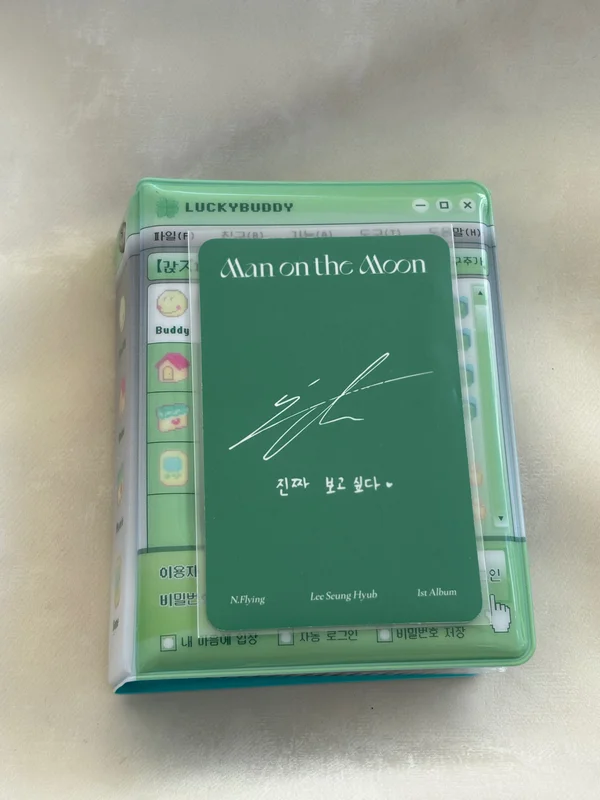 LUCKYBUDDY
파일(F)
말(H)
Man on the Moon
Buddy
진짜 보고 싶다
이용자
비밀번
N.Flying Lee Seung Hyub 1st Album
인
내 마음에 입장 자동 로그인 비밀번호 저장